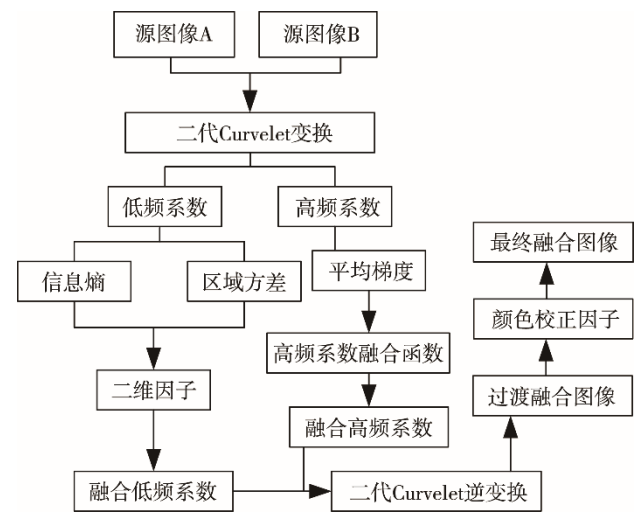 源图像A
源图像B
二代Curvelet变换
低频系数
高频系数
最终融合图像
信息熵
区域方差
平均梯度
颜色校正因子
高频系数融合函数
二维因子
过渡融合图像
融合高频系数
融合低频系数
二代Curvelet逆变换